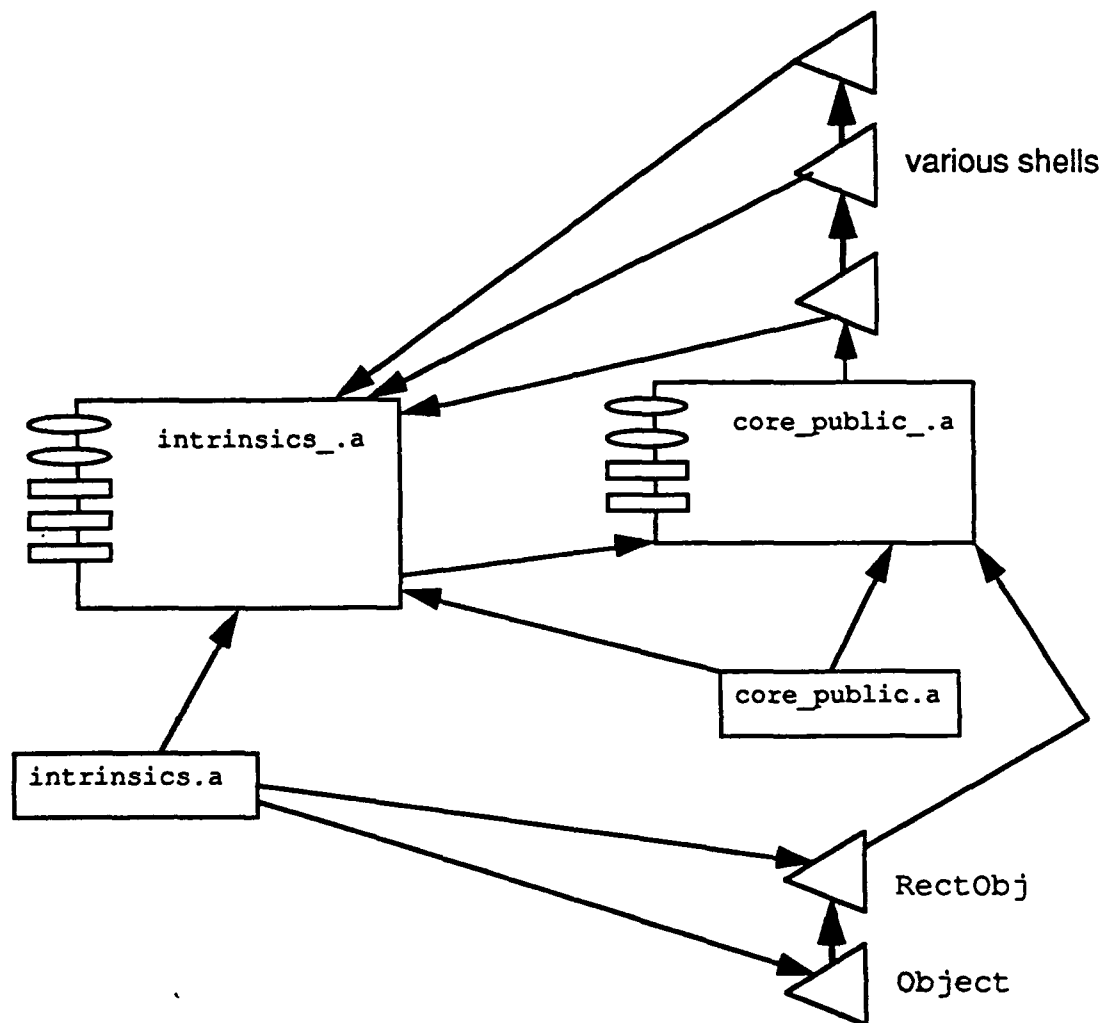 various shells
intrinsics_.a
core_public_.a
core_public.a
intrinsics.a
RectObj
Object